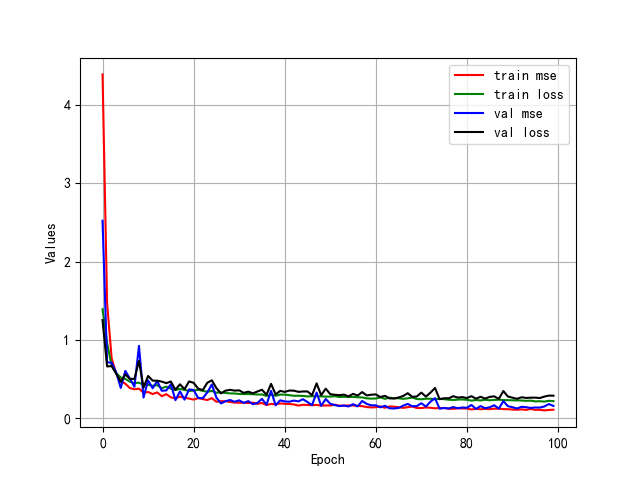 train mse
train loss
val mse
val loss
4
3
2
1
0
Values
0
20
40
60
80
100
Epoch